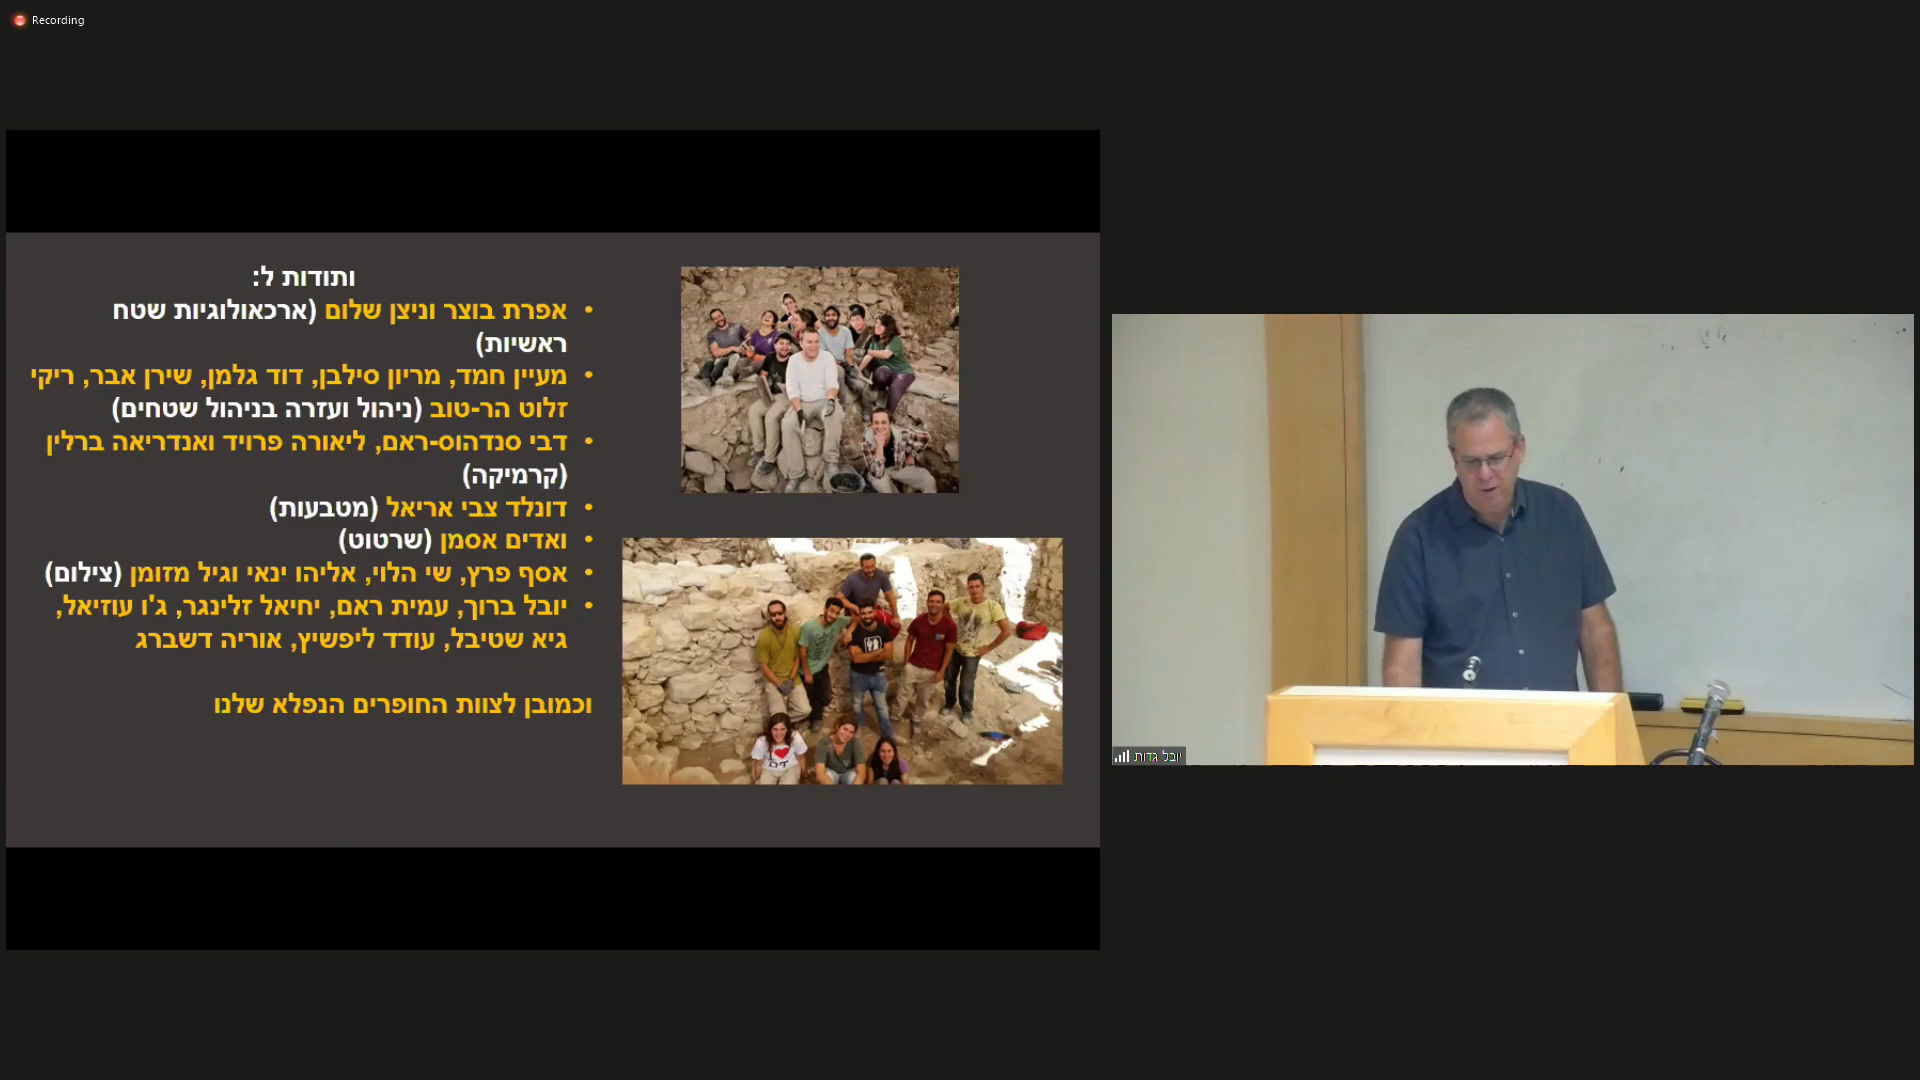 Recording
ותודות ל:
• אפרת בוצר וניצן שלום (ארכאולוגיות שטח
ראשיות)
• מעיין חמד, מריון סילבן, דוד גלמן, שירן אבר, ריקי
זלוט הר-טוב (ניהול ועזרה בניהול שטחים)
• דבי סנדהוס-ראם, ליאורה פרויד ואנדריאה ברלין
(קרמיקה)
• דונלד צבי אריאל (מטבעות)
• ואדים אסמן (שרטוט)
• אסף פרץ, שי הלוי, אליהו ינאי וגיל מזומן (צילום)
• יובל ברוך, עמית ראם, יחיאל זלינגר, ג'ו עוזיאל,
גיא שטיבל, עודד ליפשיץ, אוריה דשברג
וכמובן לצוות החופרים הנפלא שלנו
יובל גדות